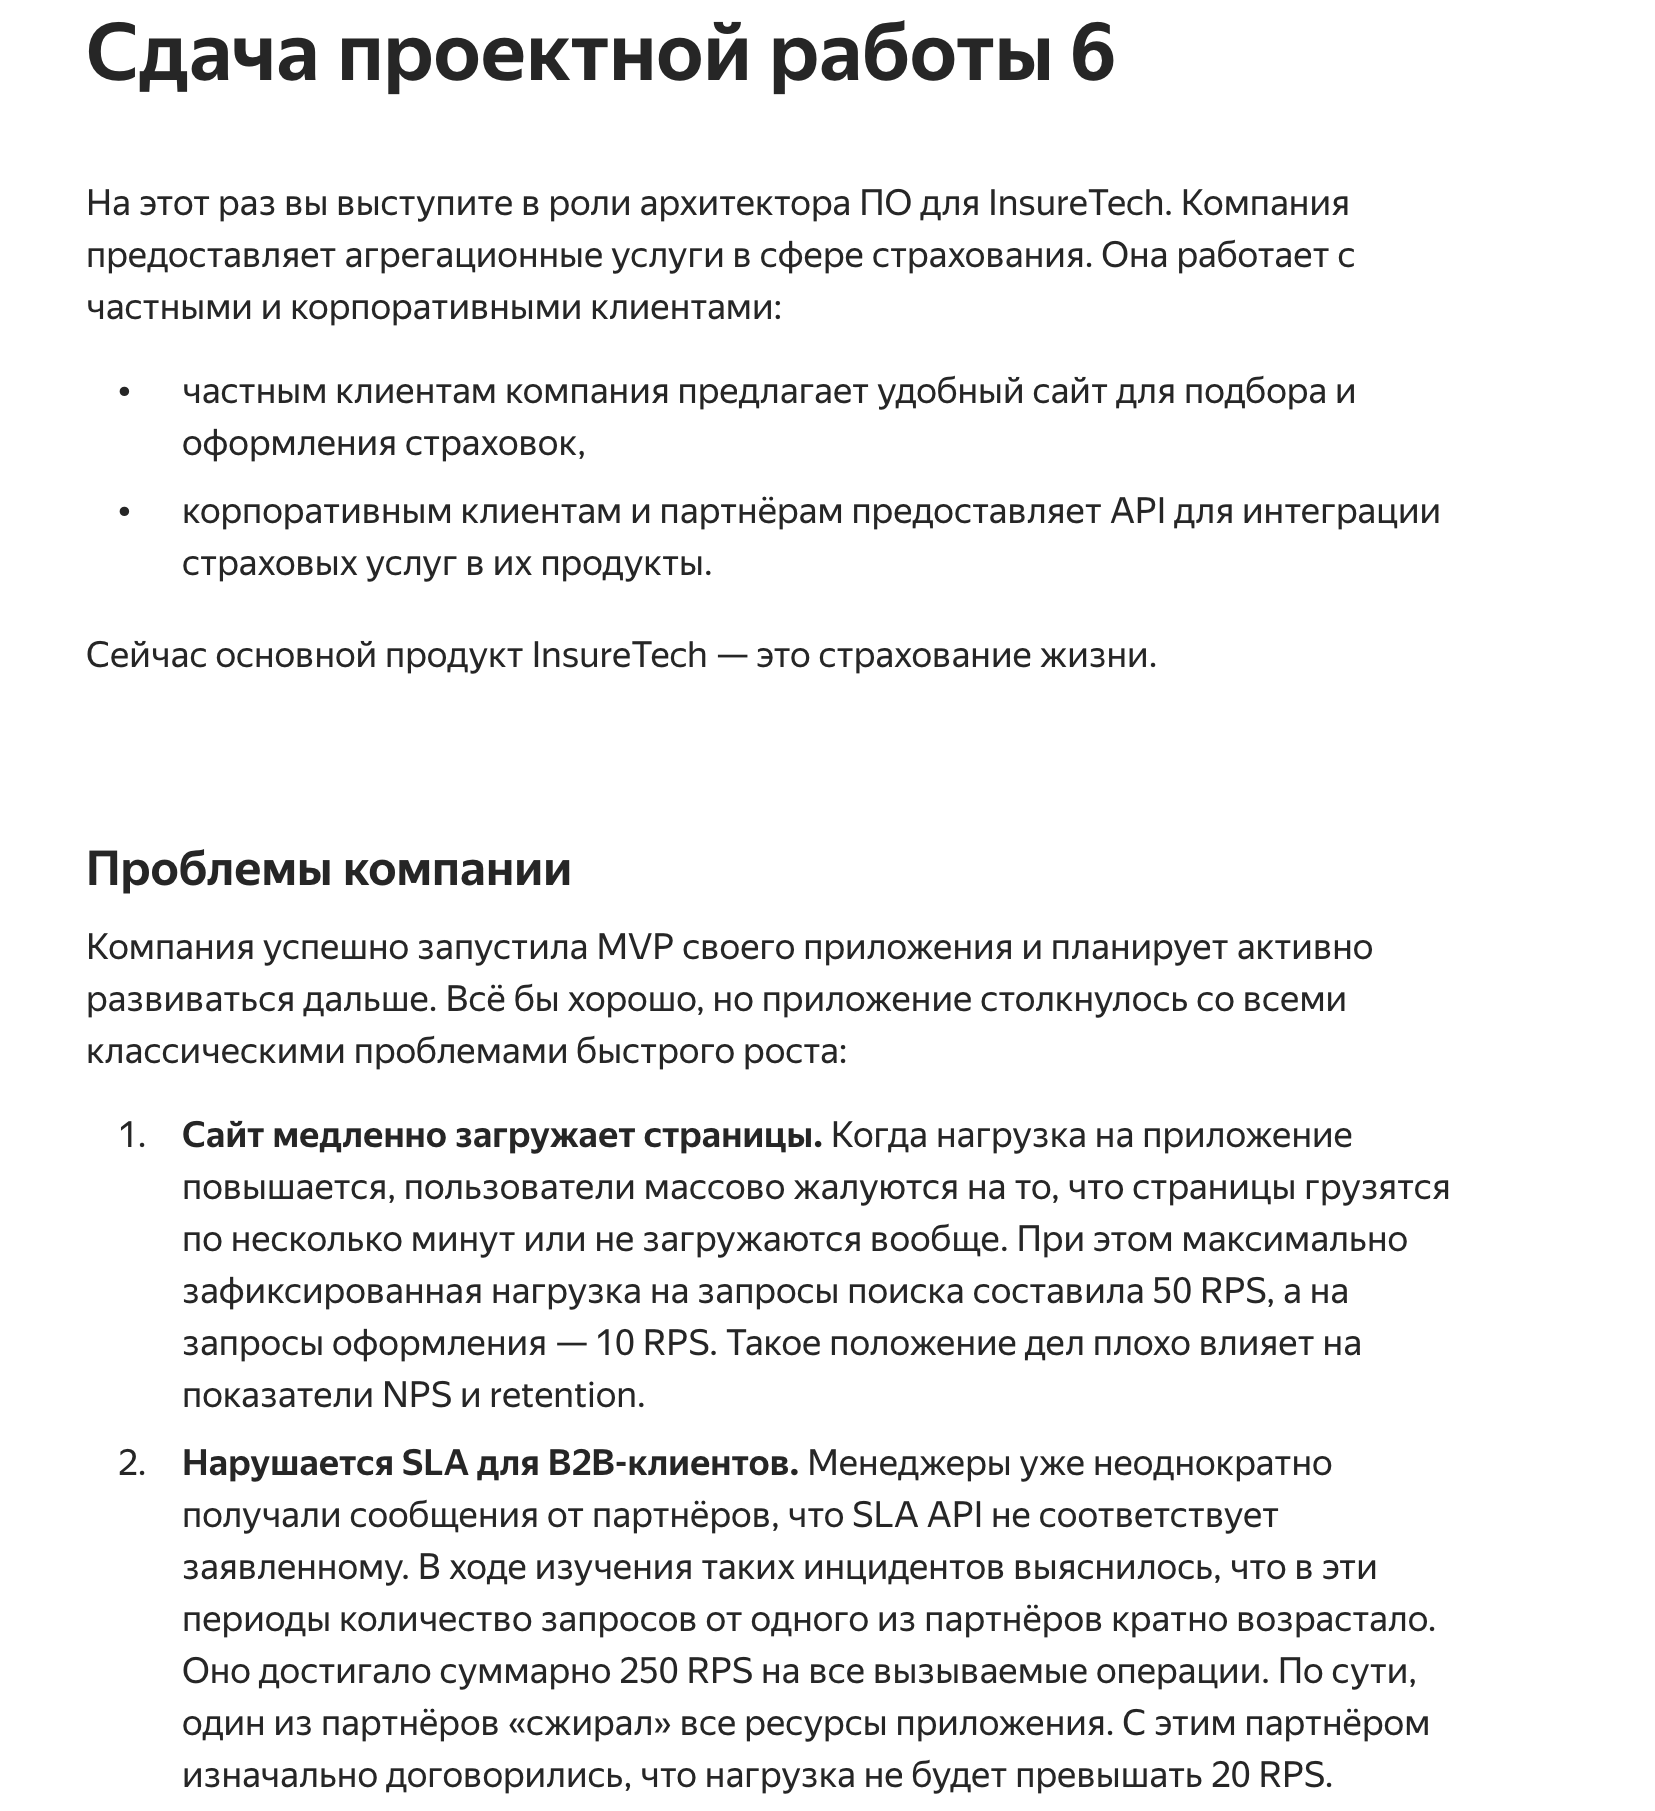 Сдача проектной работы 6
На этот раз вы выступите в роли архитектора ПО для InsureTech. Компания
предоставляет агрегационные услуги в сфере страхования. Она работает с
частными и корпоративными клиентами:
• частным клиентам компания предлагает удобный сайт для подбора и
оформления страховок,
• корпоративным клиентам и партнёрам предоставляет API для интеграции
страховых услуг в их продукты.
Сейчас основной продукт InsureTech — это страхование жизни.
Проблемы компании
Компания успешно запустила MVP своего приложения и планирует активно
развиваться дальше. Всё бы хорошо, но приложение столкнулось со всеми
классическими проблемами быстрого роста:
1. Сайт медленно загружает страницы. Когда нагрузка на приложение
повышается, пользователи массово жалуются на то, что страницы грузятся
по несколько минут или не загружаются вообще. При этом максимально
зафиксированная нагрузка на запросы поиска составила 50 RPS, а на
запросы оформления — 10 RPS. Такое положение дел плохо влияет на
показатели NPS и retention.
2. Нарушается SLA для B2B-клиентов. Менеджеры уже неоднократно
получали сообщения от партнёров, что SLA API не соответствует
заявленному. В ходе изучения таких инцидентов выяснилось, что в эти
периоды количество запросов от одного из партнёров кратно возрастало.
Оно достигало суммарно 250 RPS на все вызываемые операции. По сути,
один из партнёров «сжирал» все ресурсы приложения. С этим партнёром
изначально договорились, что нагрузка не будет превышать 20 RPS.